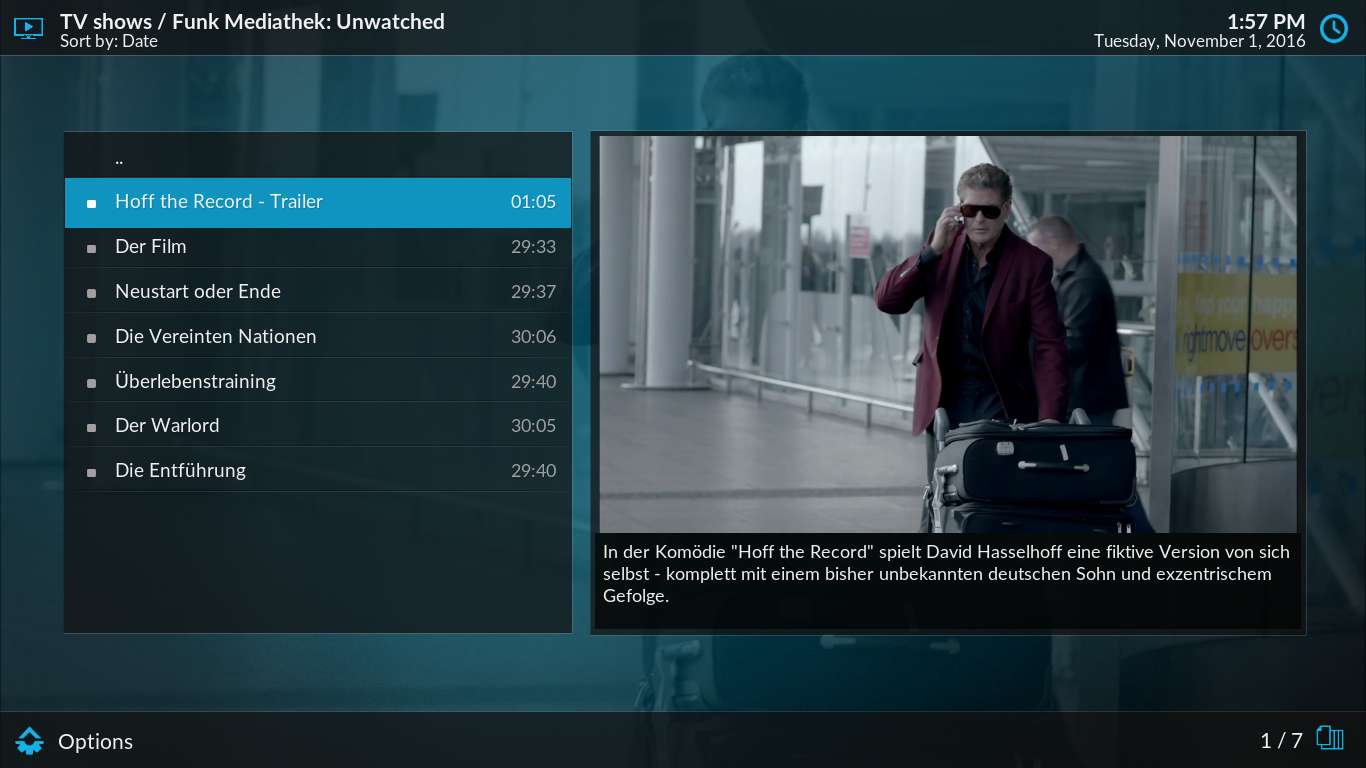 TV shows / Funk Mediathek: Unwatched
Sort by: Date
1:57 PM
Tuesday, November 1, 2016
..
Hoff the Record - Trailer 01:05
Der Film 29:33
Neustart oder Ende 29:37
Die Vereinten Nationen 30:06
Überlebenstraining 29:40
Der Warlord 30:05
Die Entführung 29:40
find your happy
rightmove overs
In der Komödie "Hoff the Record" spielt David Hasselhoff eine fiktive Version von sich
selbst - komplett mit einem bisher unbekannten deutschen Sohn und exzentrischem
Gefolge.
Options
1 / 7